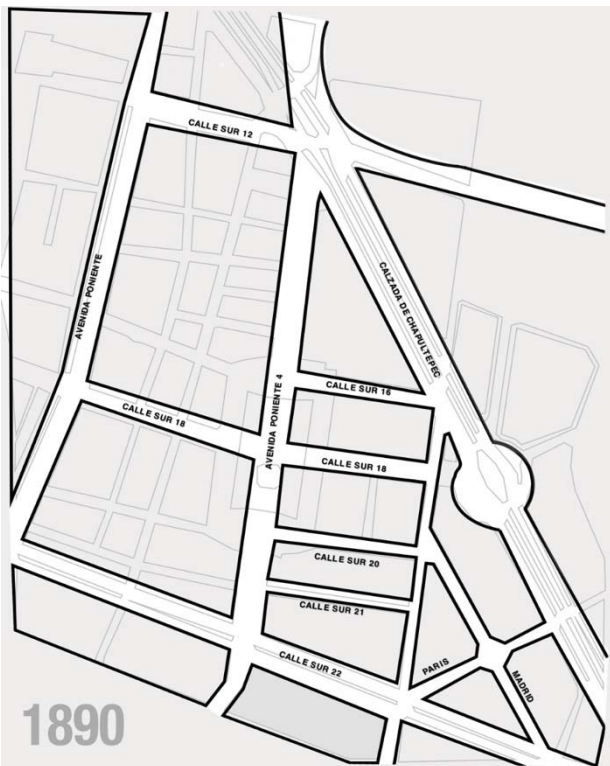 CALLE SUR 12
AVENIDA PONIENTE
CALZADA DE CHAPULTEPEC
AVENIDA PONIENTE 4
CALLE SUR 16
CALLE SUR 18
CALLE SUR 18
CALLE SUR 20
CALLE SUR 21
CALLE SUR 22
PARIS
MADRID
1890